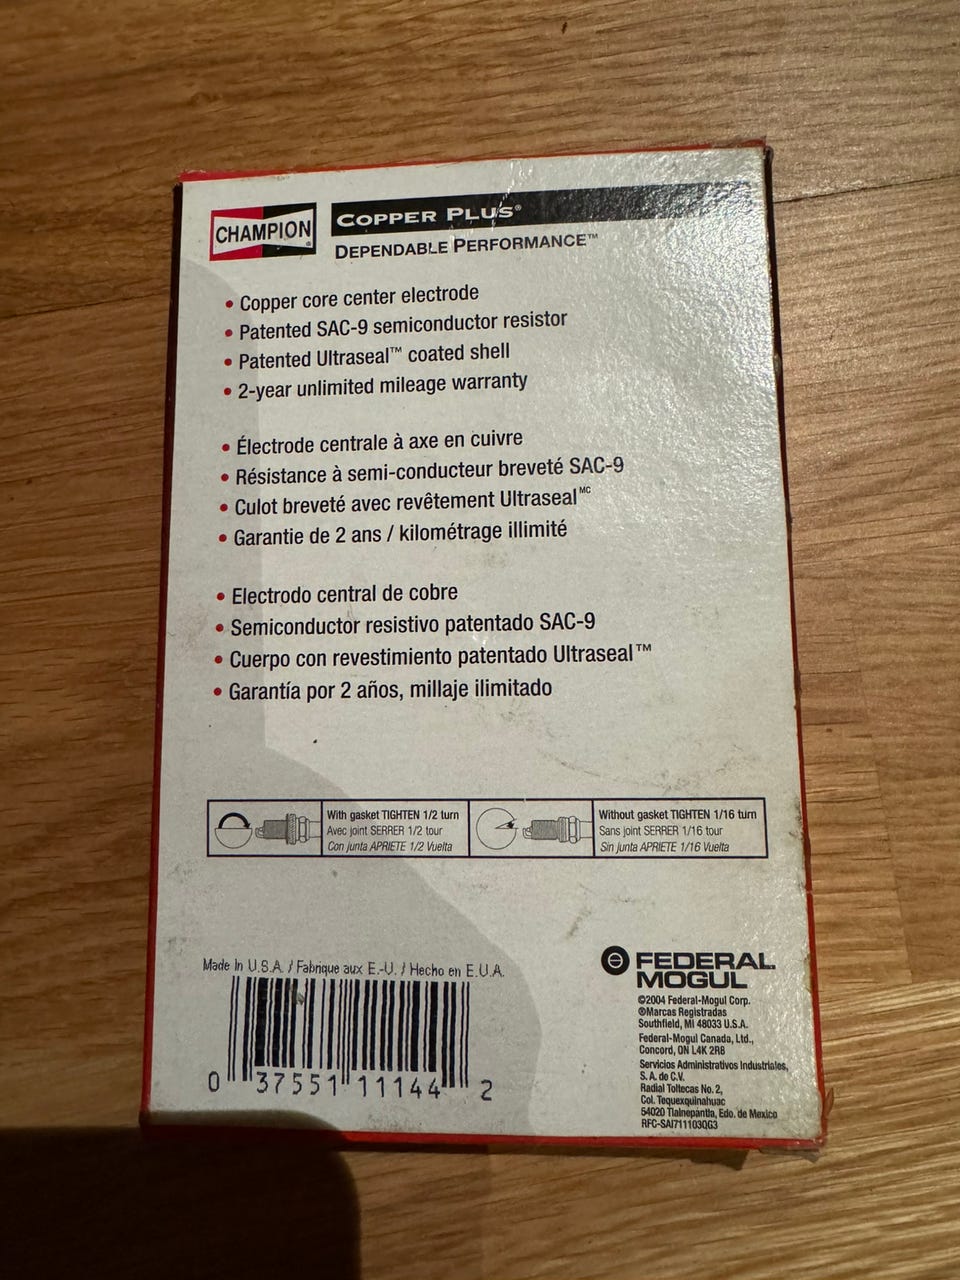 CHAMPION®
COPPER PLUS®
DEPENDABLE PERFORMANCE™
• Copper core center electrode
• Patented SAC-9 semiconductor resistor
• Patented Ultraseal™ coated shell
• 2-year unlimited mileage warranty
• Électrode centrale à axe en cuivre
• Résistance à semi-conducteur breveté SAC-9
• Culot breveté avec revêtement Ultraseal MC
• Garantie de 2 ans / kilométrage illimité
• Electrodo central de cobre
• Semiconductor resistivo patentado SAC-9
• Cuerpo con revestimiento patentado Ultraseal™
• Garantía por 2 años, millaje ilimitado
With gasket TIGHTEN 1/2 turn
Avec joint SERRER 1/2 tour
Con junta APRIETE 1/2 Vuelta
Without gasket TIGHTEN 1/16 turn
Sans joint SERRER 1/16 tour
Sin junta APRIETE 1/16 Vuelta
Made In U.S.A. / Fabrique aux E.-U. / Hecho en E.U.A.
0 37551 11144 2
FEDERAL
MOGUL
©2004 Federal-Mogul Corp.
®Marcas Registradas
Southfield, MI 48033 U.S.A.
Federal-Mogul Canada, Ltd.,
Concord, ON L4K 2R8
Servicios Administrativos Industriales,
S.A. de C.V.
Radial Toltecas No. 2,
Col. Tequexquinahuac
54020 Tlalnepantla, Edo. de Mexico
RFC-SAI711103QG3